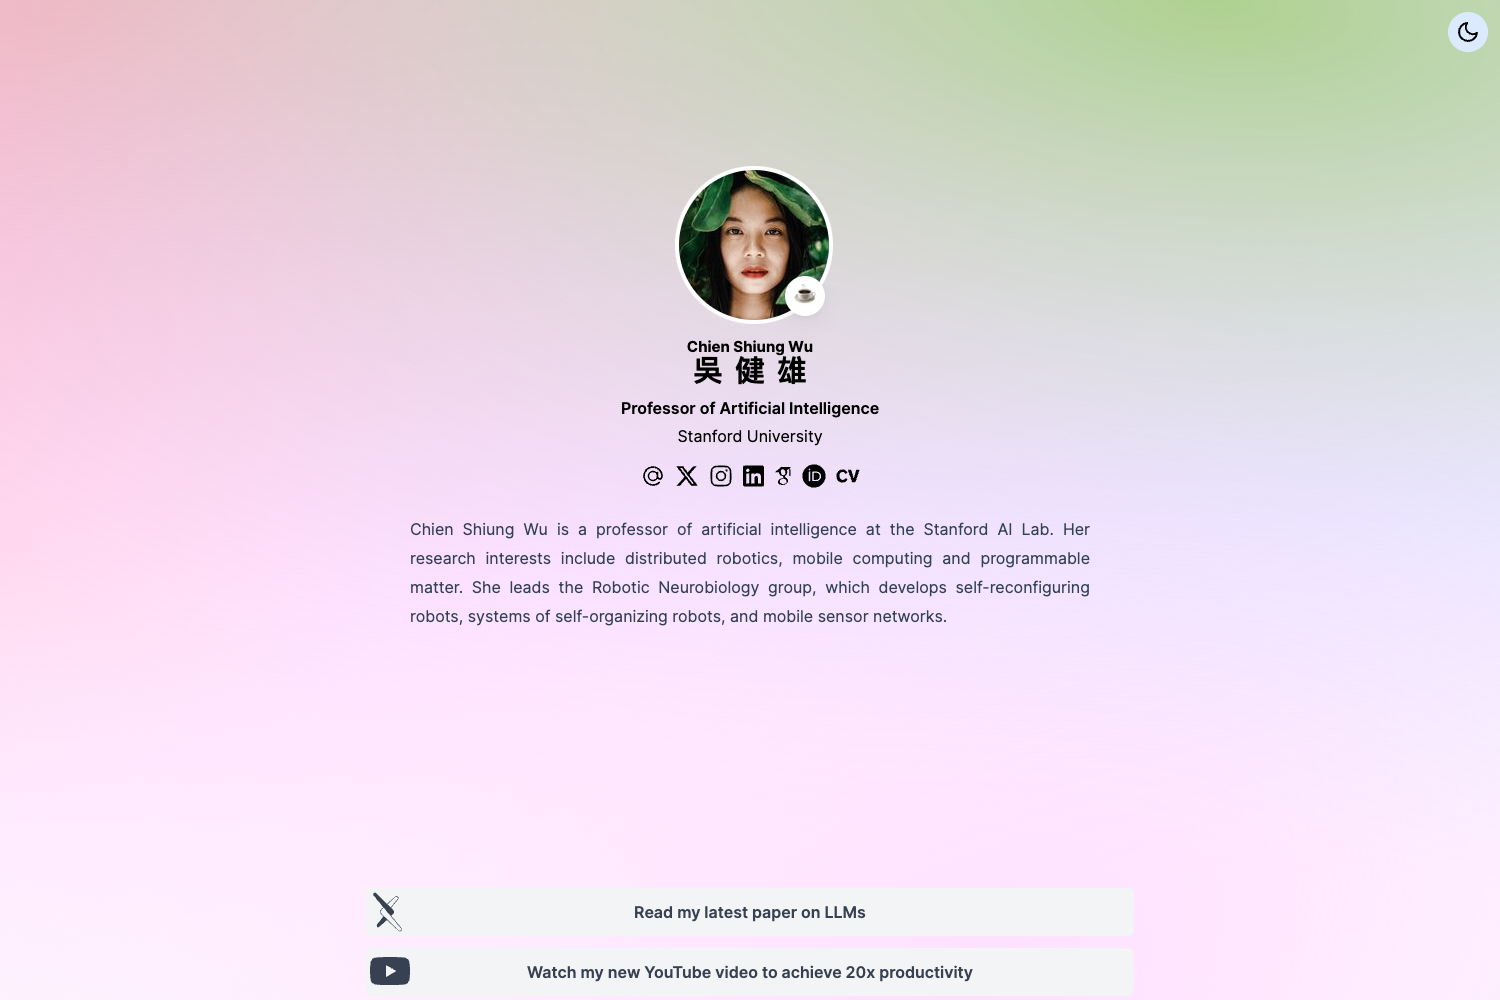 Chien Shiung Wu
吳健雄
Professor of Artificial Intelligence
Stanford University
iD CV
Chien Shiung Wu is a professor of artificial intelligence at the Stanford AI Lab. Her
research interests include distributed robotics, mobile computing and programmable
matter. She leads the Robotic Neurobiology group, which develops self-reconfiguring
robots, systems of self-organizing robots, and mobile sensor networks.
Read my latest paper on LLMs
Watch my new YouTube video to achieve 20x productivity